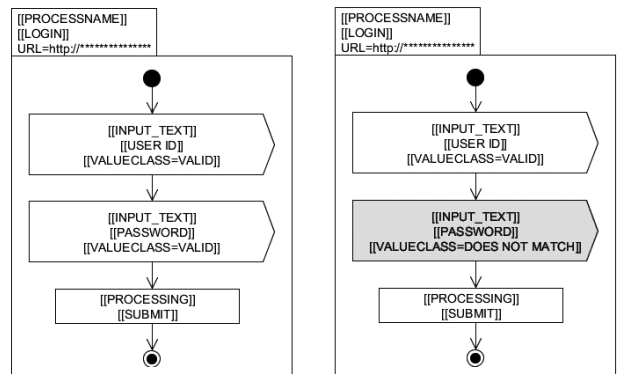 [[PROCESSNAME]]
[[LOGIN]]
URL=http://***************
[[INPUT_TEXT]]
[[USER ID]]
[[VALUECLASS=VALID]]
[[INPUT_TEXT]]
[[PASSWORD]]
[[VALUECLASS=VALID]]
[[PROCESSING]]
[[SUBMIT]]
[[PROCESSNAME]]
[[LOGIN]]
URL=http://***************
[[INPUT_TEXT]]
[[USER ID]]
[[VALUECLASS=VALID]]
[[INPUT_TEXT]]
[[PASSWORD]]
[[VALUECLASS=DOES NOT MATCH]]
[[PROCESSING]]
[[SUBMIT]]